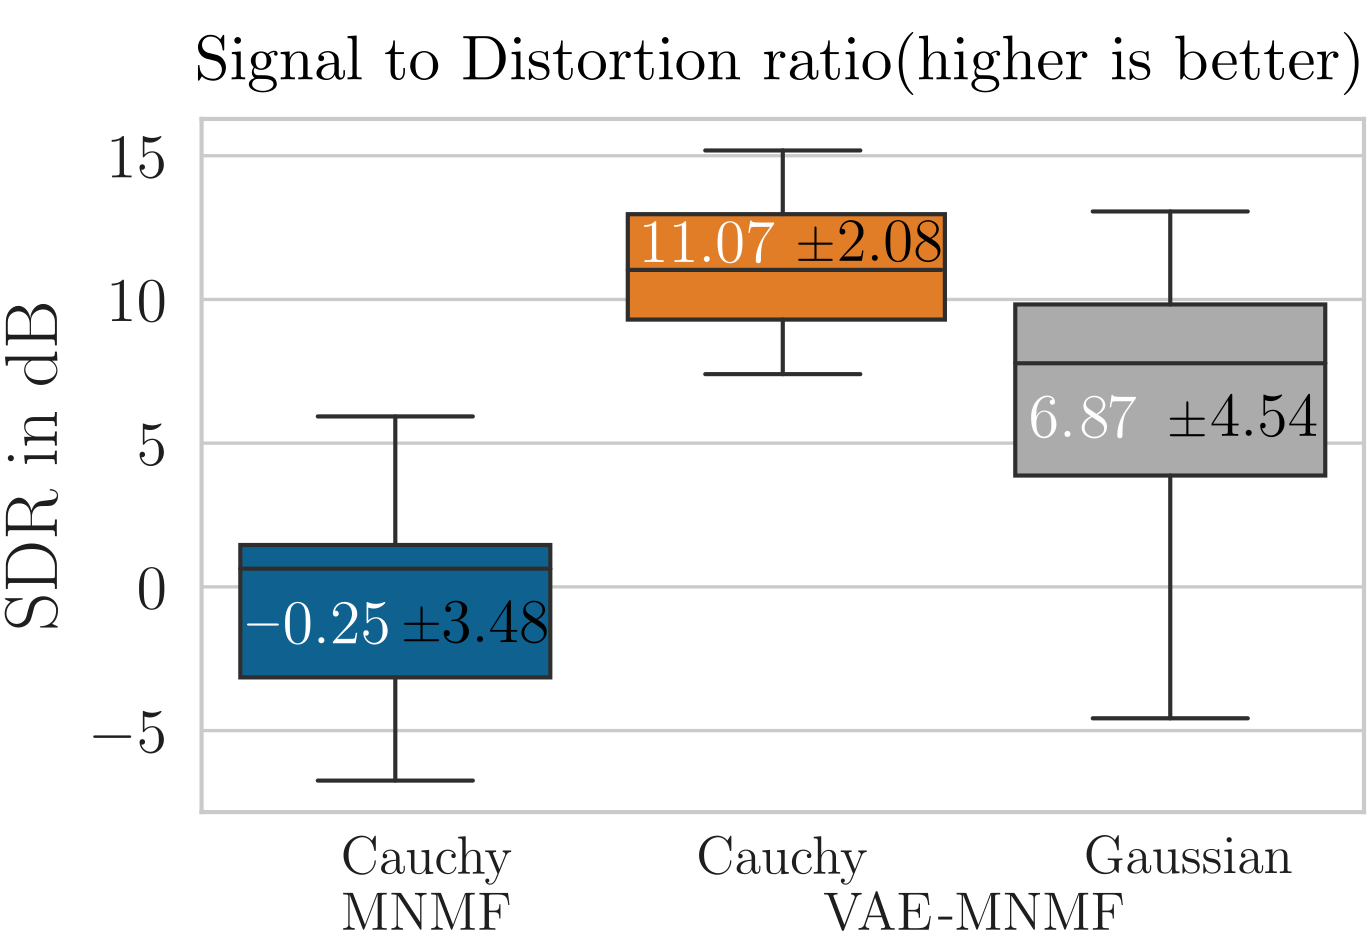 Signal to Distortion ratio(higher is better)
SDR in dB
15
10
5
0
−5
11.07 ±2.08
6.87 ±4.54
−0.25 ±3.48
Cauchy Cauchy Gaussian
MNMF VAE-MNMF